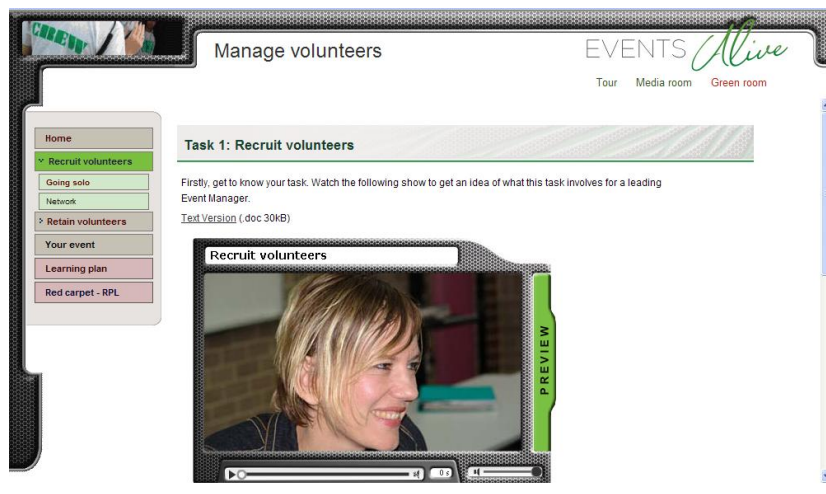 CREW
Manage volunteers
EVENTS Alive
Tour Media room Green room
Home
Recruit volunteers
Going solo
Network
Retain volunteers
Your event
Learning plan
Red carpet - RPL
Task 1: Recruit volunteers
Firstly, get to know your task. Watch the following show to get an idea of what this task involves for a leading
Event Manager.
Text Version (.doc 30kB)
Recruit volunteers
PREVIEW
0 s